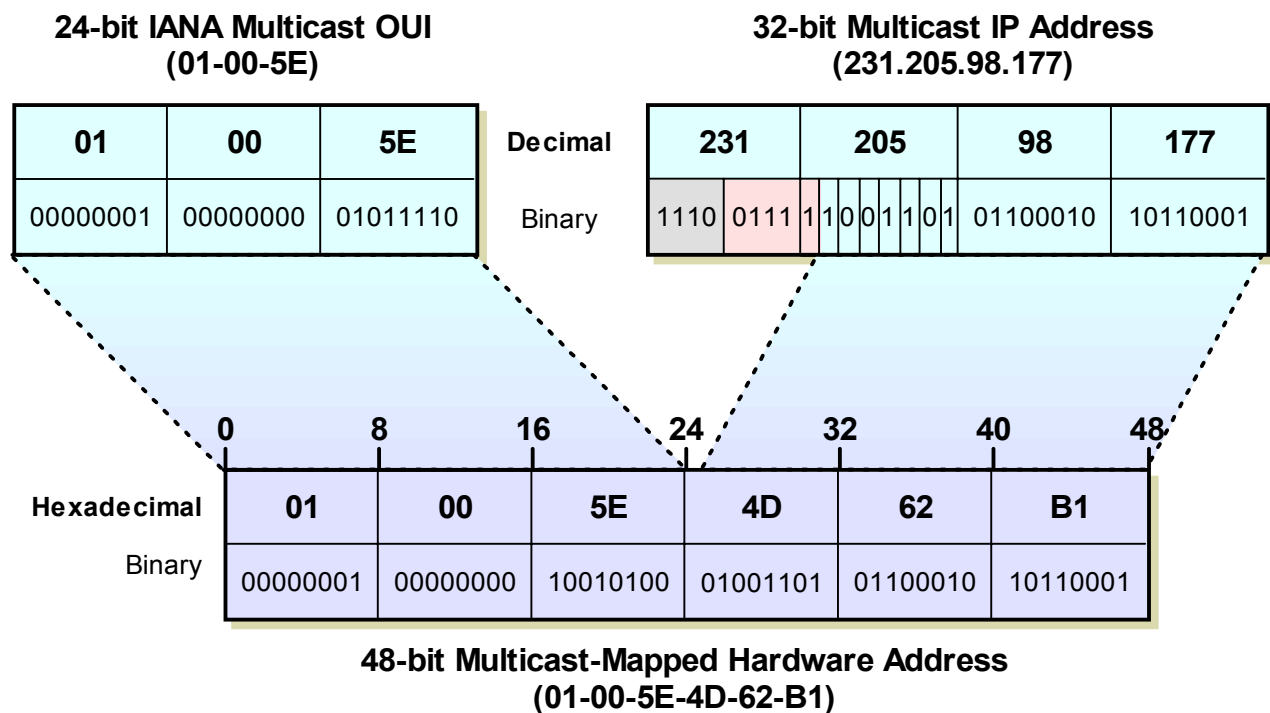 24-bit IANA Multicast OUI
(01-00-5E)
32-bit Multicast IP Address
(231.205.98.177)
01 00 5E Decimal 231 205 98 177
00000001 00000000 01011110 Binary 1110 0111 1 1 0 0 1 1 0 1 01100010 10110001
0 8 16 24 32 40 48
Hexadecimal 01 00 5E 4D 62 B1
Binary 00000001 00000000 10010100 01001101 01100010 10110001
48-bit Multicast-Mapped Hardware Address
(01-00-5E-4D-62-B1)